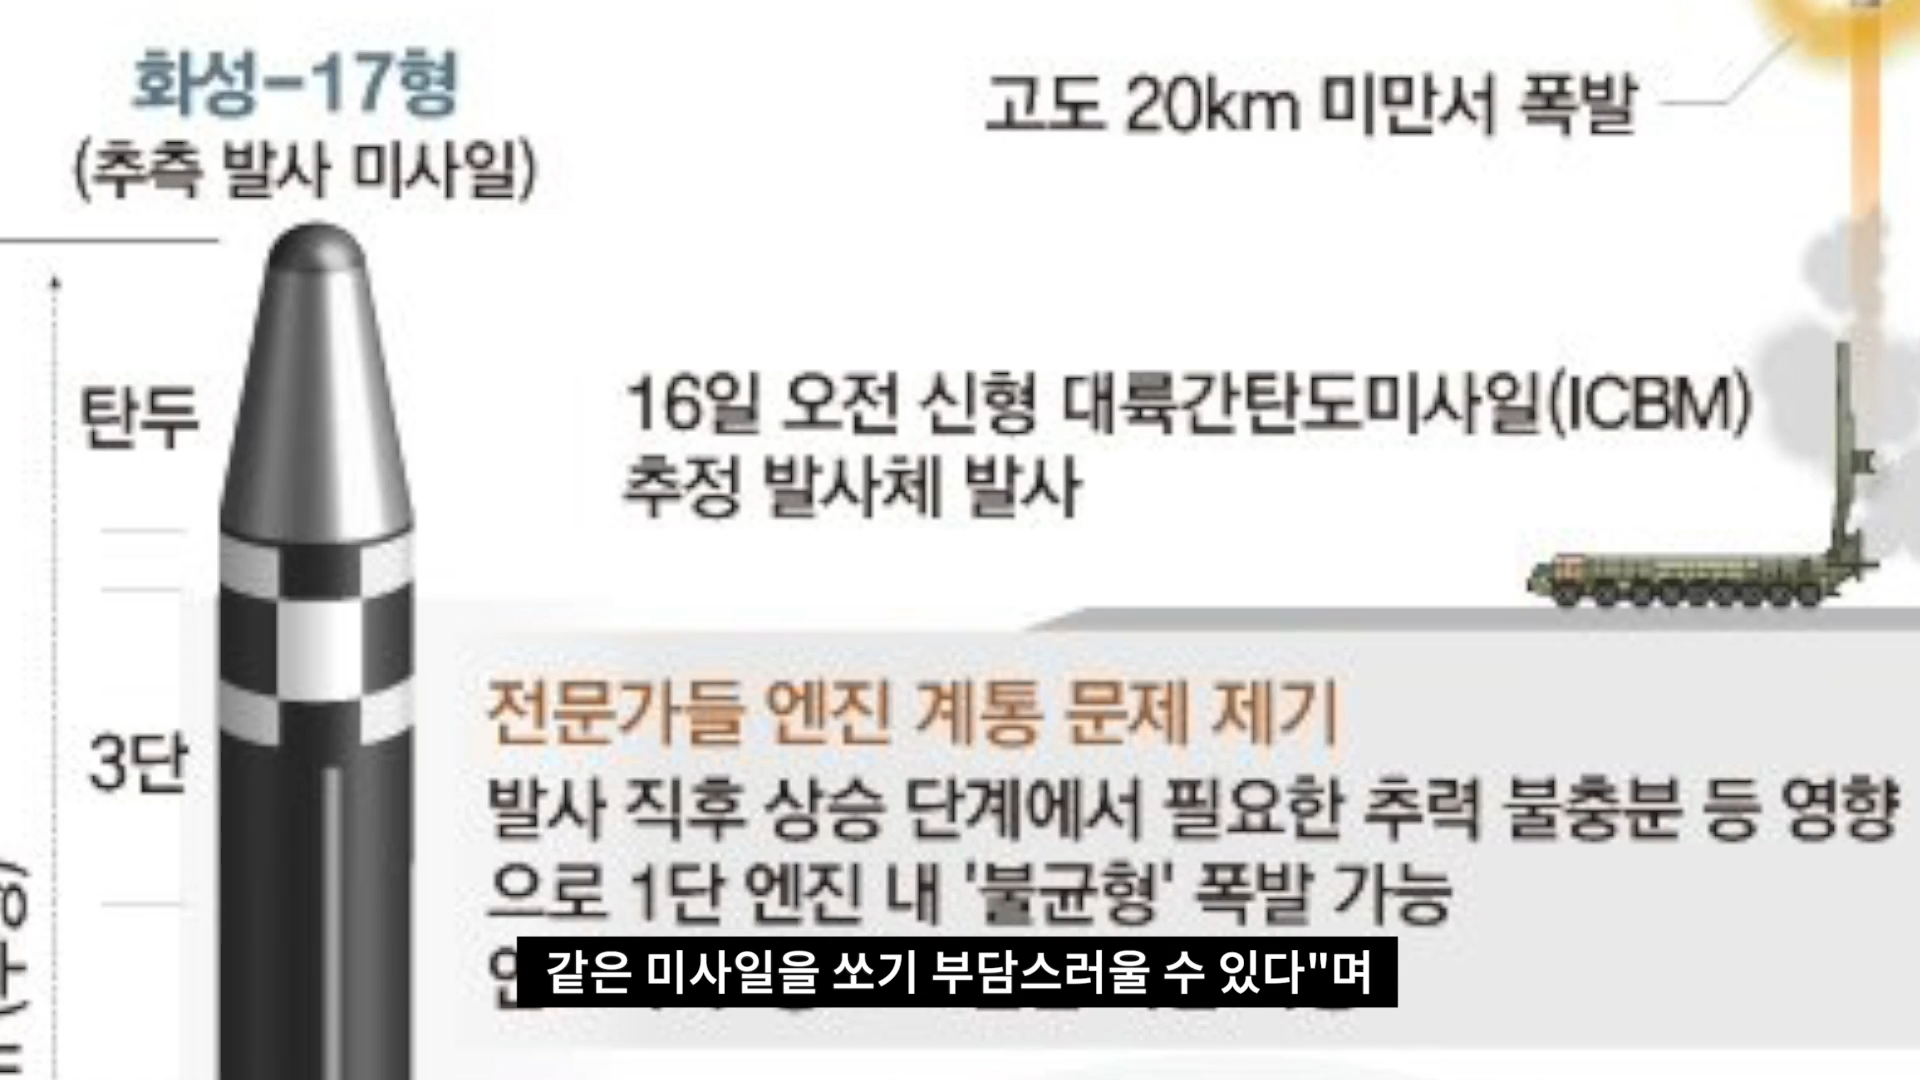 화성-17형
(추측 발사 미사일)
고도 20km 미만서 폭발
탄두
16일 오전 신형 대륙간탄도미사일(ICBM)
추정 발사체 발사
3단
전문가들 엔진 계통 문제 제기
발사 직후 상승 단계에서 필요한 추력 불충분 등 영향
으로 1단 엔진 내 '불균형' 폭발 가능
같은 미사일을 쏘기 부담스러울 수 있다"며